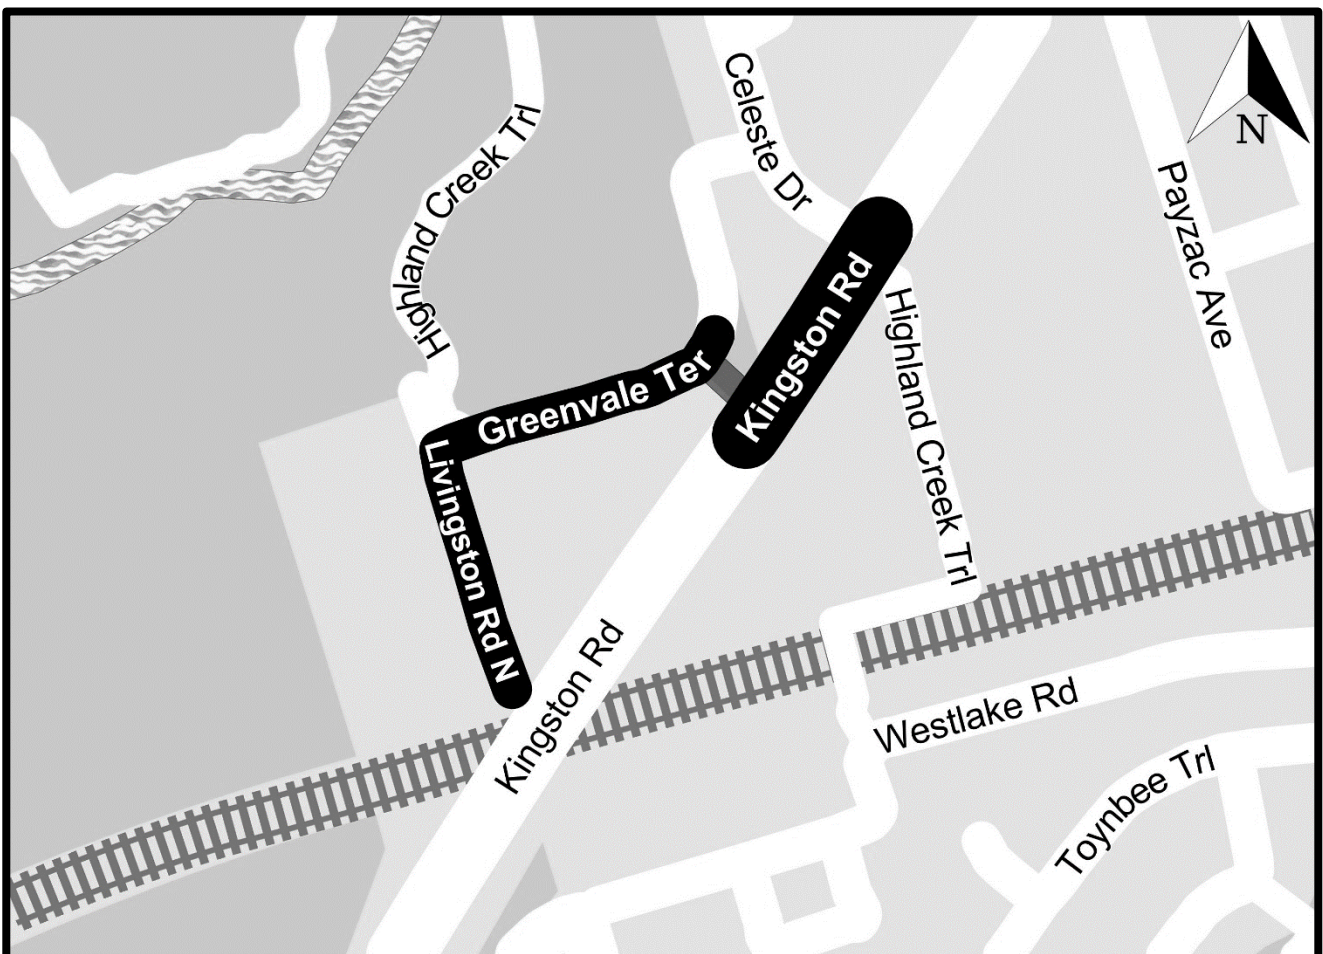 Celeste Dr
N
Highland Creek Trl
Payzac Ave
Kingston Rd
Greenvale Ter
Highland Creek Trl
Livingston Rd N
Kingston Rd
Westlake Rd
Toynbee Trl